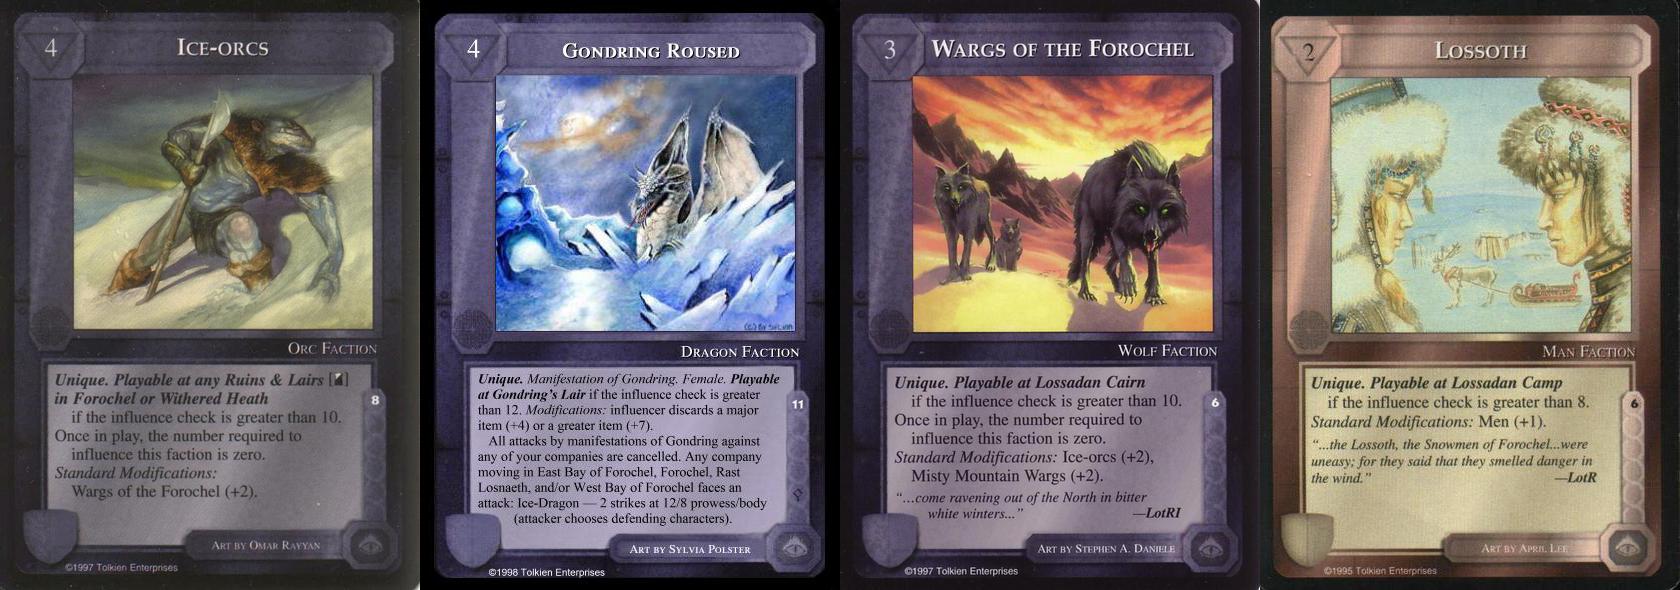 4
ICE-ORCS
ORC FACTION
Unique. Playable at any Ruins & Lairs []
in Forochel or Withered Heath
if the influence check is greater than 10.
Once in play, the number required to
influence this faction is zero.
Standard Modifications:
Wargs of the Forochel (+2).
8
ART BY OMAR RAYYAN
©1997 Tolkien Enterprises
4
GONDRING ROUSED
(C) BY SYLVIA
DRAGON FACTION
Unique. Manifestation of Gondring. Female. Playable
at Gondring's Lair if the influence check is greater
than 12. Modifications: influencer discards a major
item (+4) or a greater item (+7).
All attacks by manifestations of Gondring against
any of your companies are cancelled. Any company
moving in East Bay of Forochel, Forochel, Rast
Losnaeth, and/or West Bay of Forochel faces an
attack: Ice-Dragon — 2 strikes at 12/8 prowess/body
(attacker chooses defending characters).
11
ART BY SYLVIA POLSTER
©1998 Tolkien Enterprises
3
WARGS OF THE FOROCHEL
WOLF FACTION
Unique. Playable at Lossadan Cairn
if the influence check is greater than 10.
Once in play, the number required to
influence this faction is zero.
Standard Modifications: Ice-orcs (+2),
Misty Mountain Wargs (+2).
"...come ravening out of the North in bitter
white winters..." —LotRI
6
ART BY STEPHEN A. DANIELE
©1997 Tolkien Enterprises
2
LOSSOTH
MAN FACTION
Unique. Playable at Lossadan Camp
if the influence check is greater than 8.
Standard Modifications: Men (+1).
"...the Lossoth, the Snowmen of Forochel...were
uneasy; for they said that they smelled danger in
the wind." —LotR
6
ART BY APRIL LEE
©1995 Tolkien Enterprises